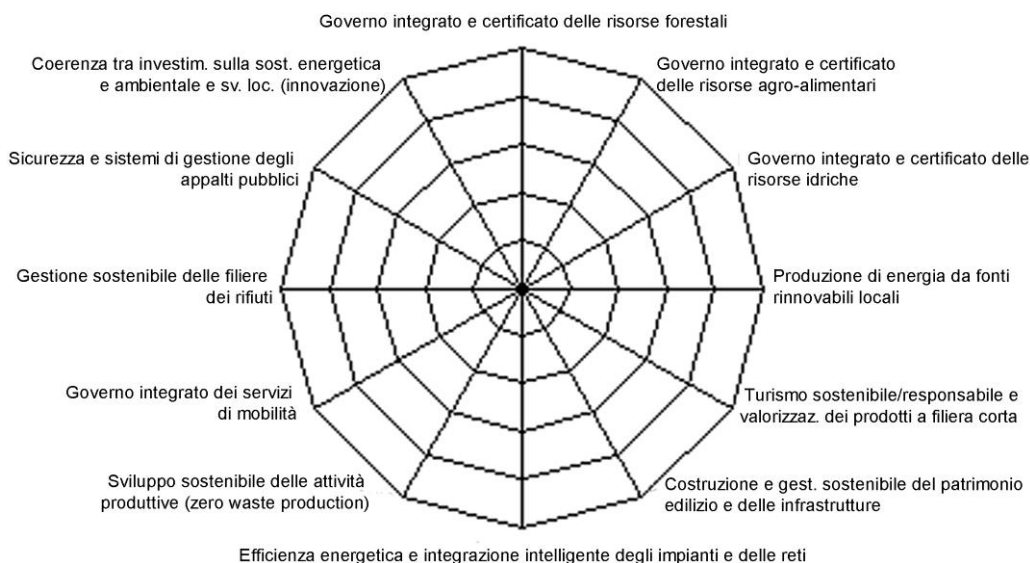 Governo integrato e certificato delle risorse forestali
Coerenza tra investim. sulla sost. energetica
e ambientale e sv. loc. (innovazione)
Governo integrato e certificato
delle risorse agro-alimentari
Sicurezza e sistemi di gestione degli
appalti pubblici
Governo integrato e certificato delle
risorse idriche
Gestione sostenibile delle filiere
dei rifiuti
Produzione di energia da fonti
rinnovabili locali
Governo integrato dei servizi
di mobilità
Turismo sostenibile/responsabile e
valorizzaz. dei prodotti a filiera corta
Sviluppo sostenibile delle attività
produttive (zero waste production)
Costruzione e gest. sostenibile del patrimonio
edilizio e delle infrastrutture
Efficienza energetica e integrazione intelligente degli impianti e delle reti